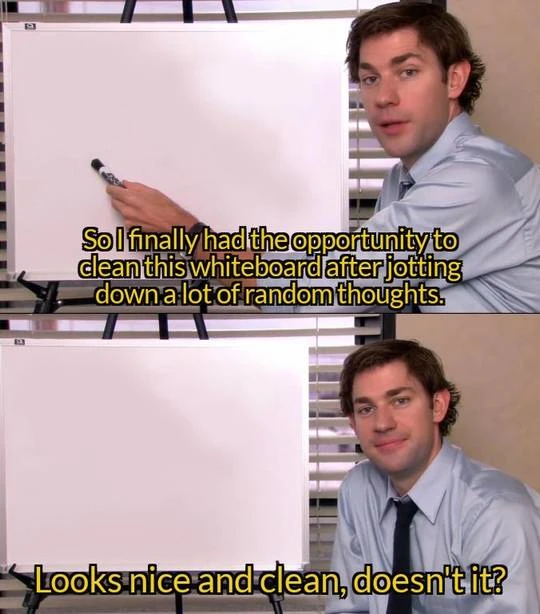 So I finally had the opportunity to
clean this whiteboard after jotting
down a lot of random thoughts.
Looks nice and clean, doesn't it?